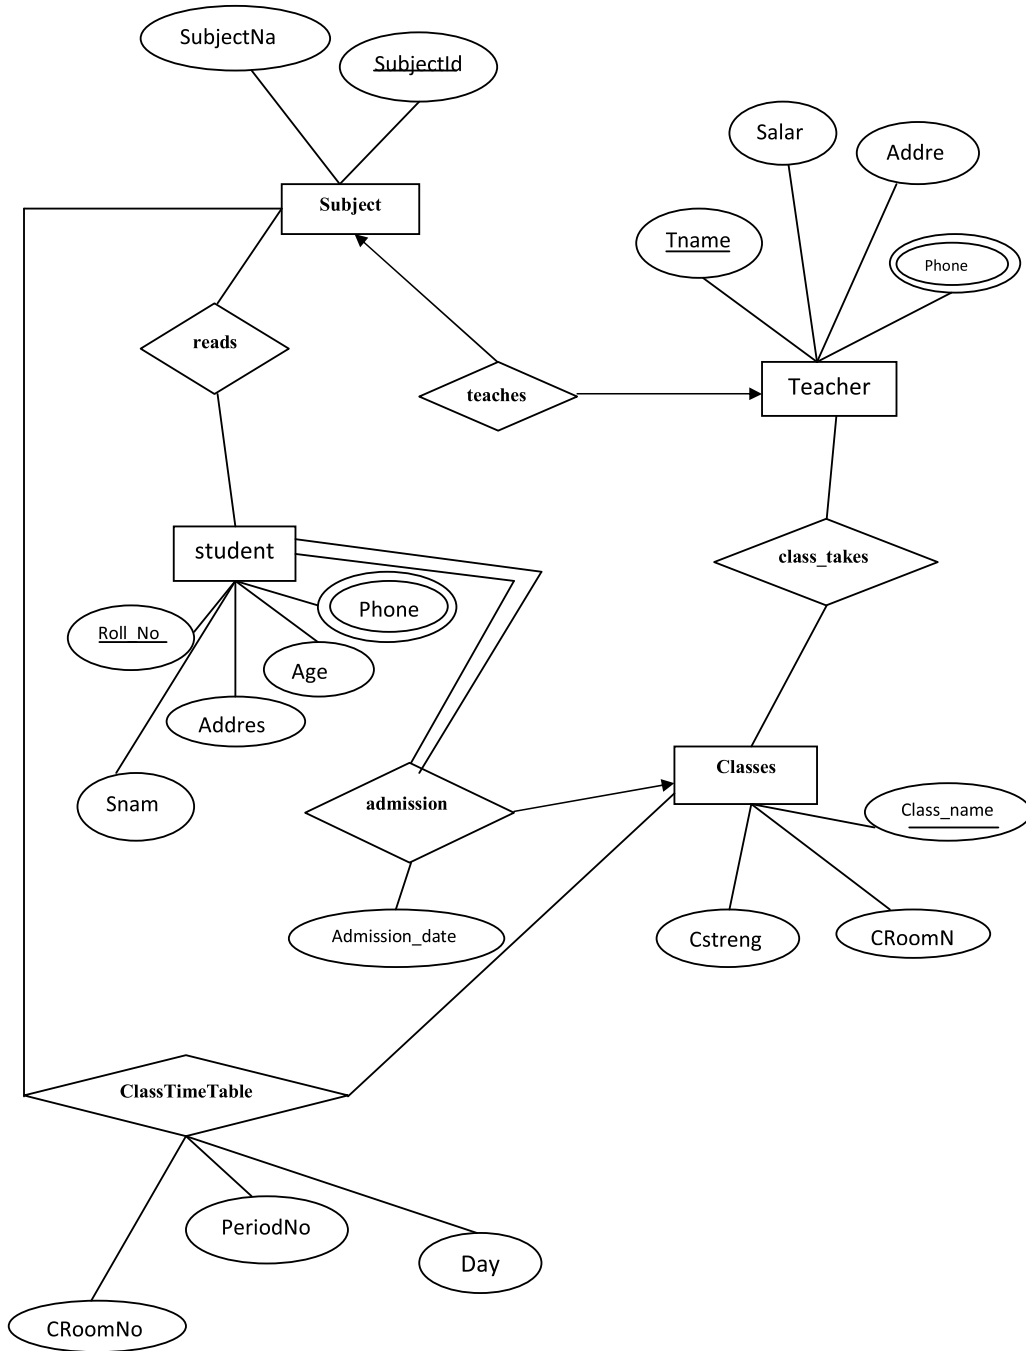 SubjectNa
SubjectId
Salar
Addre
Subject
Tname
Phone
reads
Teacher
teaches
student
class_takes
Phone
Roll_No
Age
Addres
Classes
Snam
admission
Class_name
Admission_date
Cstreng
CRoomN
ClassTimeTable
PeriodNo
Day
CRoomNo